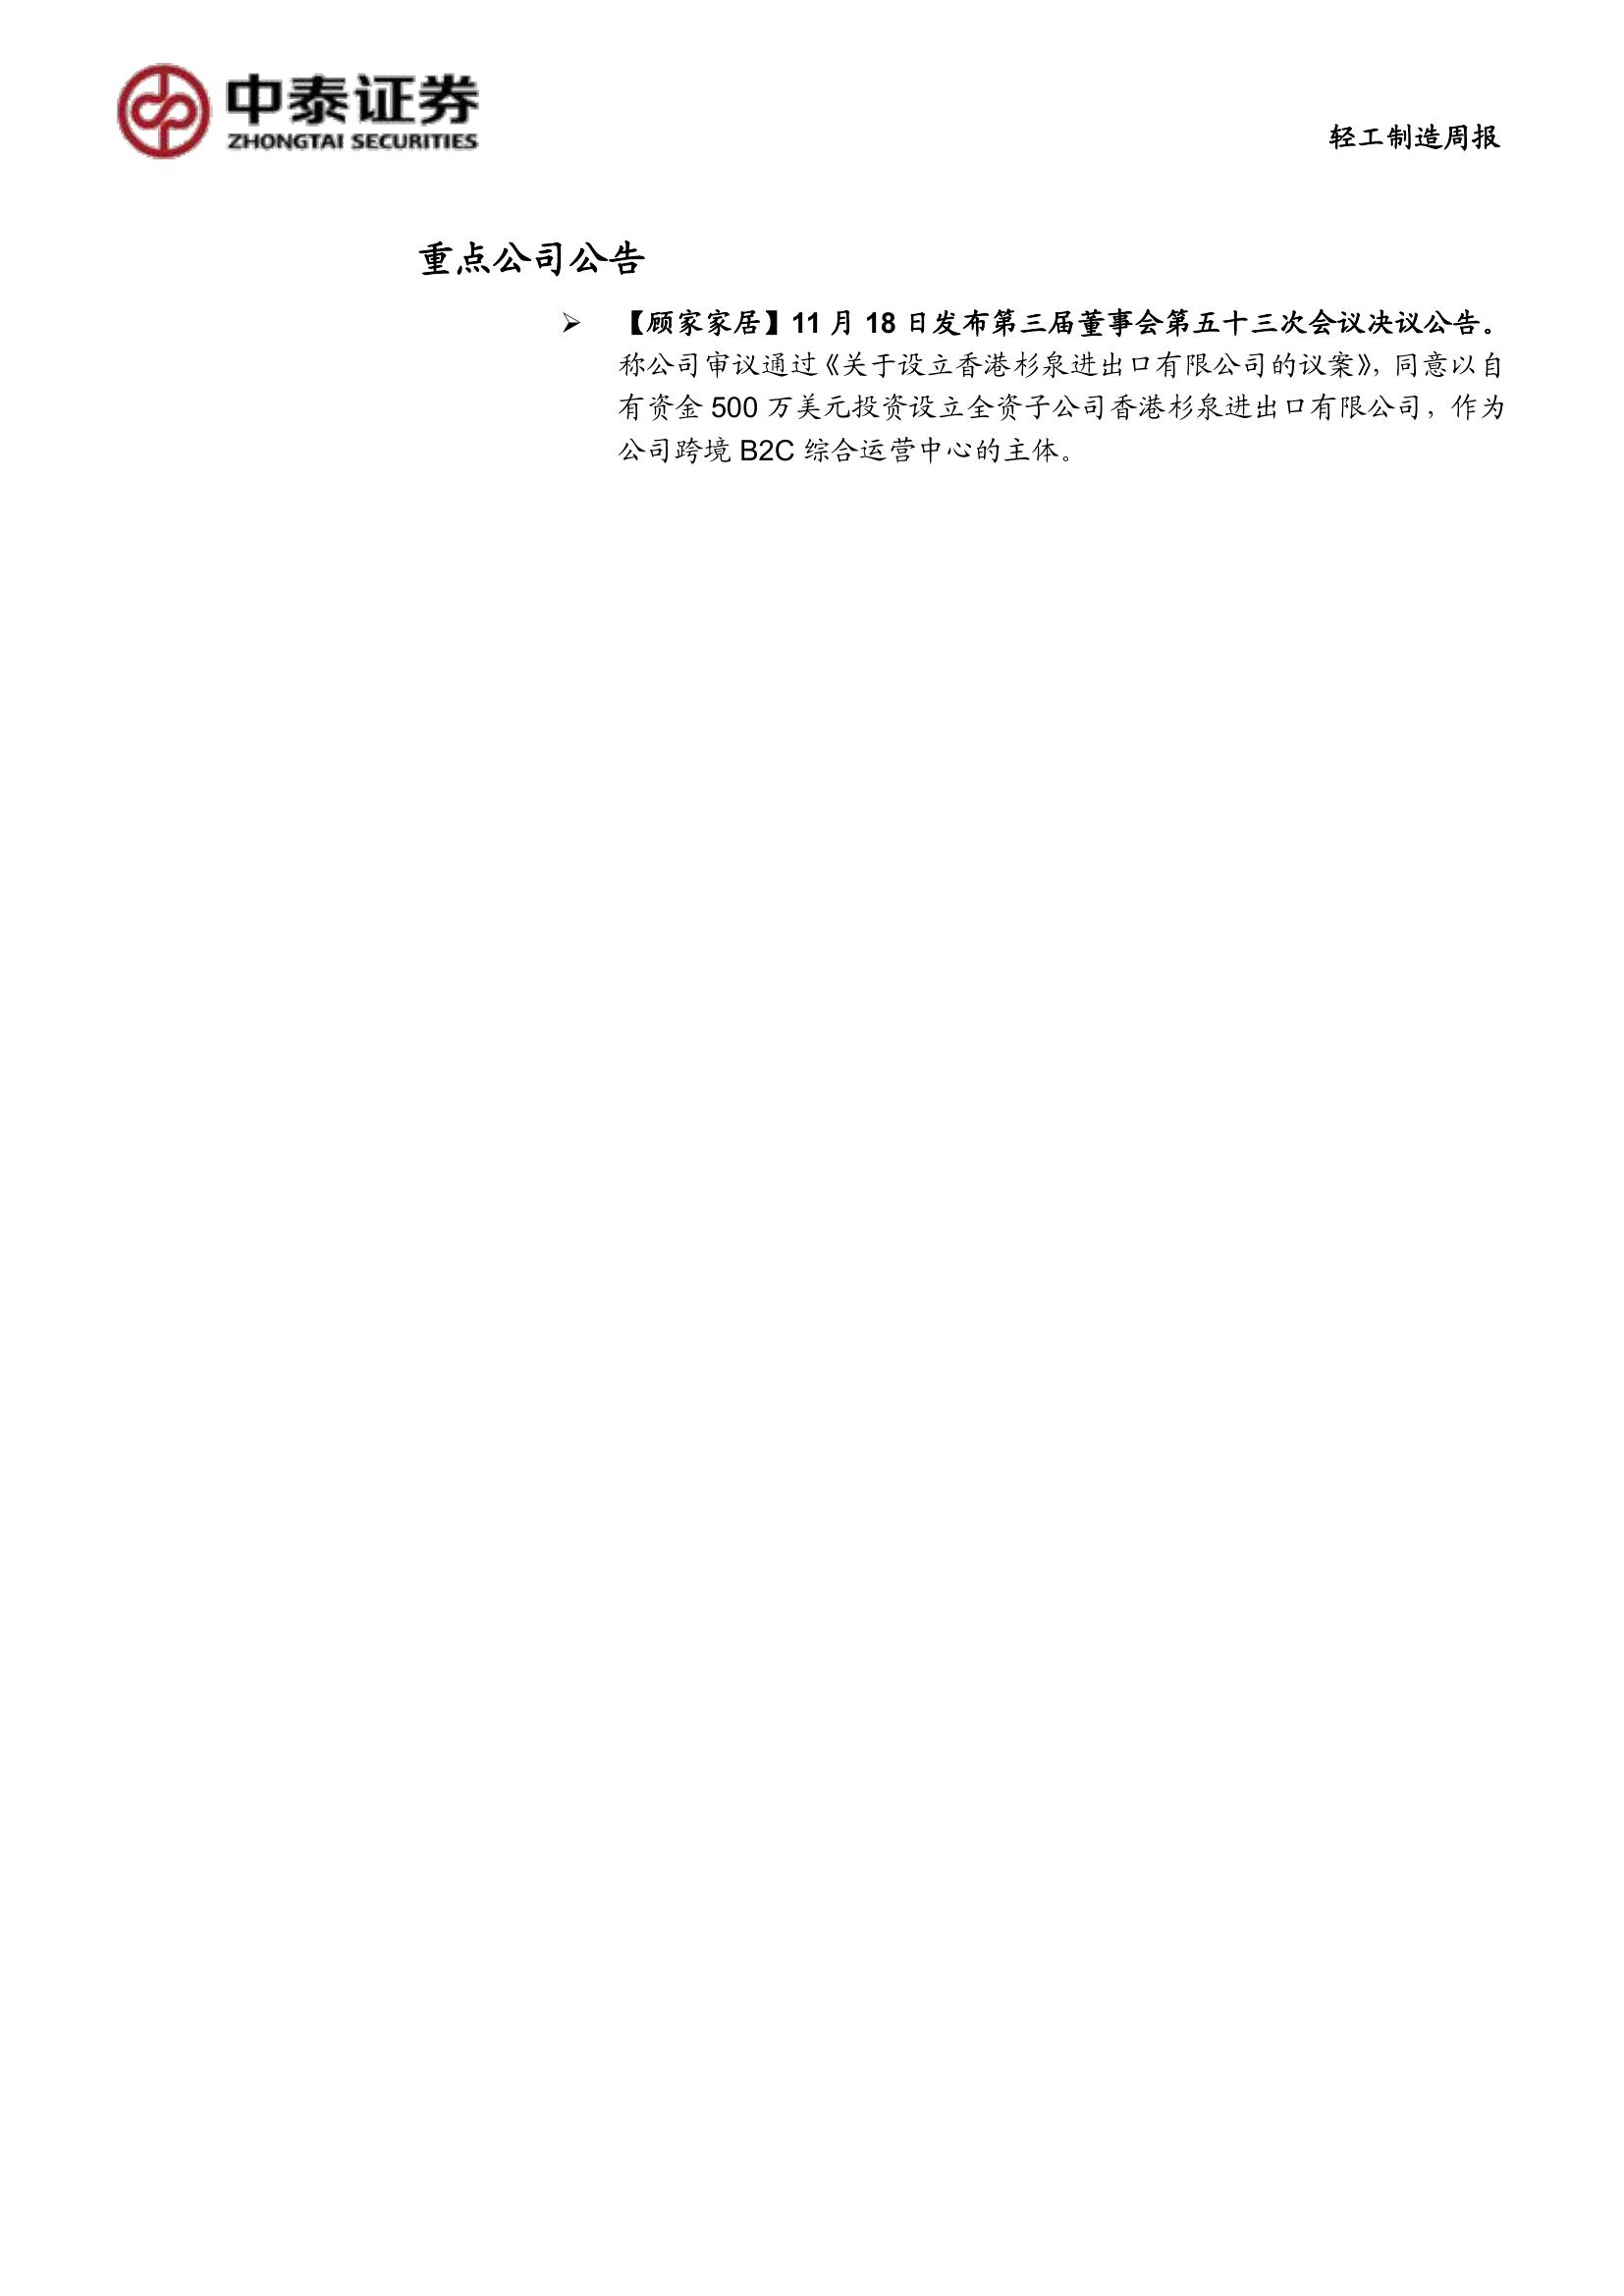 中泰证券
ZHONGTAI SECURITIES
轻工制造周报
重点公司公告
➢ 【顾家家居】11 月 18 日发布第三届董事会第五十三次会议决议公告。
称公司审议通过《关于设立香港杉泉进出口有限公司的议案》，同意以自
有资金 500 万美元投资设立全资子公司香港杉泉进出口有限公司，作为
公司跨境 B2C 综合运营中心的主体。